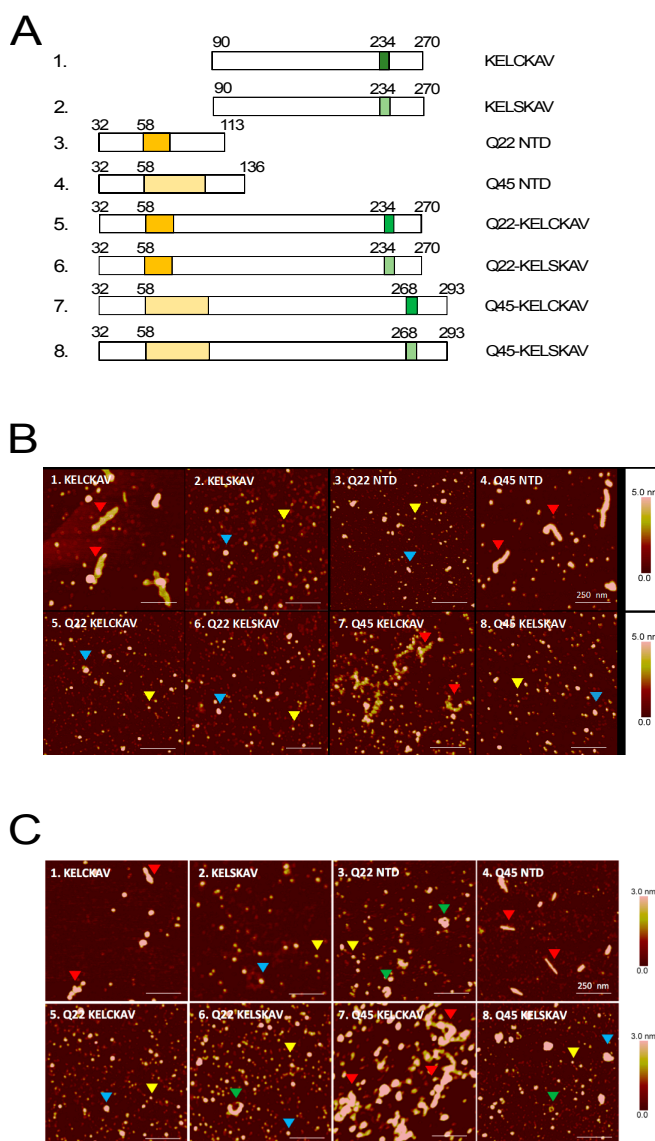 A
90 234 270
1. KELCKAV
90 234 270
2. KELSKAV
32 58 113
3. Q22 NTD
32 58 136
4. Q45 NTD
32 58 234 270
5. Q22-KELCKAV
32 58 234 270
6. Q22-KELSKAV
32 58 268 293
7. Q45-KELCKAV
32 58 268 293
8. Q45-KELSKAV
B
1. KELCKAV 2. KELSKAV 3. Q22 NTD 4. Q45 NTD
5.0 nm
250 nm
0.0
5. Q22 KELCKAV 6. Q22 KELSKAV 7. Q45 KELCKAV 8. Q45 KELSKAV
5.0 nm
0.0
C
1. KELCKAV 2. KELSKAV 3. Q22 NTD 4. Q45 NTD
3.0 nm
250 nm
0.0
5. Q22 KELCKAV 6. Q22 KELSKAV 7. Q45 KELCKAV 8. Q45 KELSKAV
3.0 nm
0.0